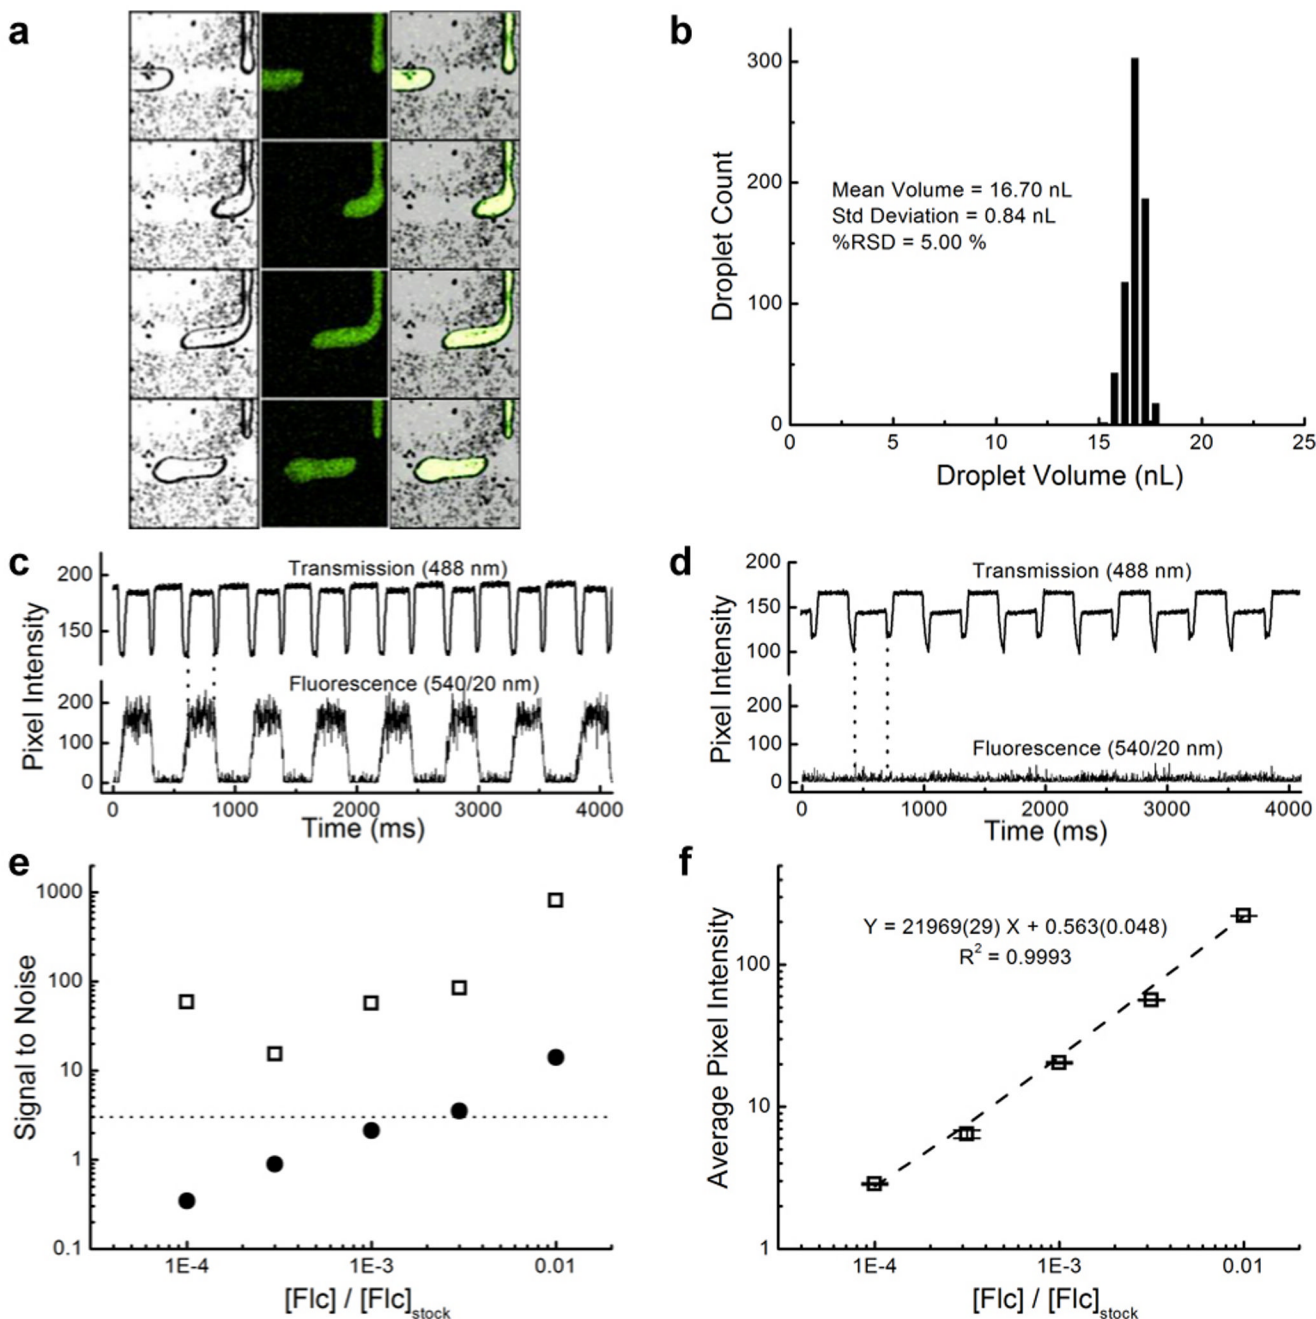 a
b
300
200
100
0
Droplet Count
Mean Volume = 16.70 nL
Std Deviation = 0.84 nL
%RSD = 5.00 %
0 5 10 15 20 25
Droplet Volume (nL)
c
Transmission (488 nm)
200
150
Fluorescence (540/20 nm)
200
100
0
Pixel Intensity
0 1000 2000 3000 4000
Time (ms)
d
Transmission (488 nm)
200
150
100
200
100
0
Fluorescence (540/20 nm)
Pixel Intensity
0 1000 2000 3000 4000
Time (ms)
e
1000
100
10
1
0.1
Signal to Noise
1E-4 1E-3 0.01
[Flc] / [Flc]stock
f
Y = 21969(29) X + 0.563(0.048)
R² = 0.9993
100
10
1
Average Pixel Intensity
1E-4 1E-3 0.01
[Flc] / [Flc]stock